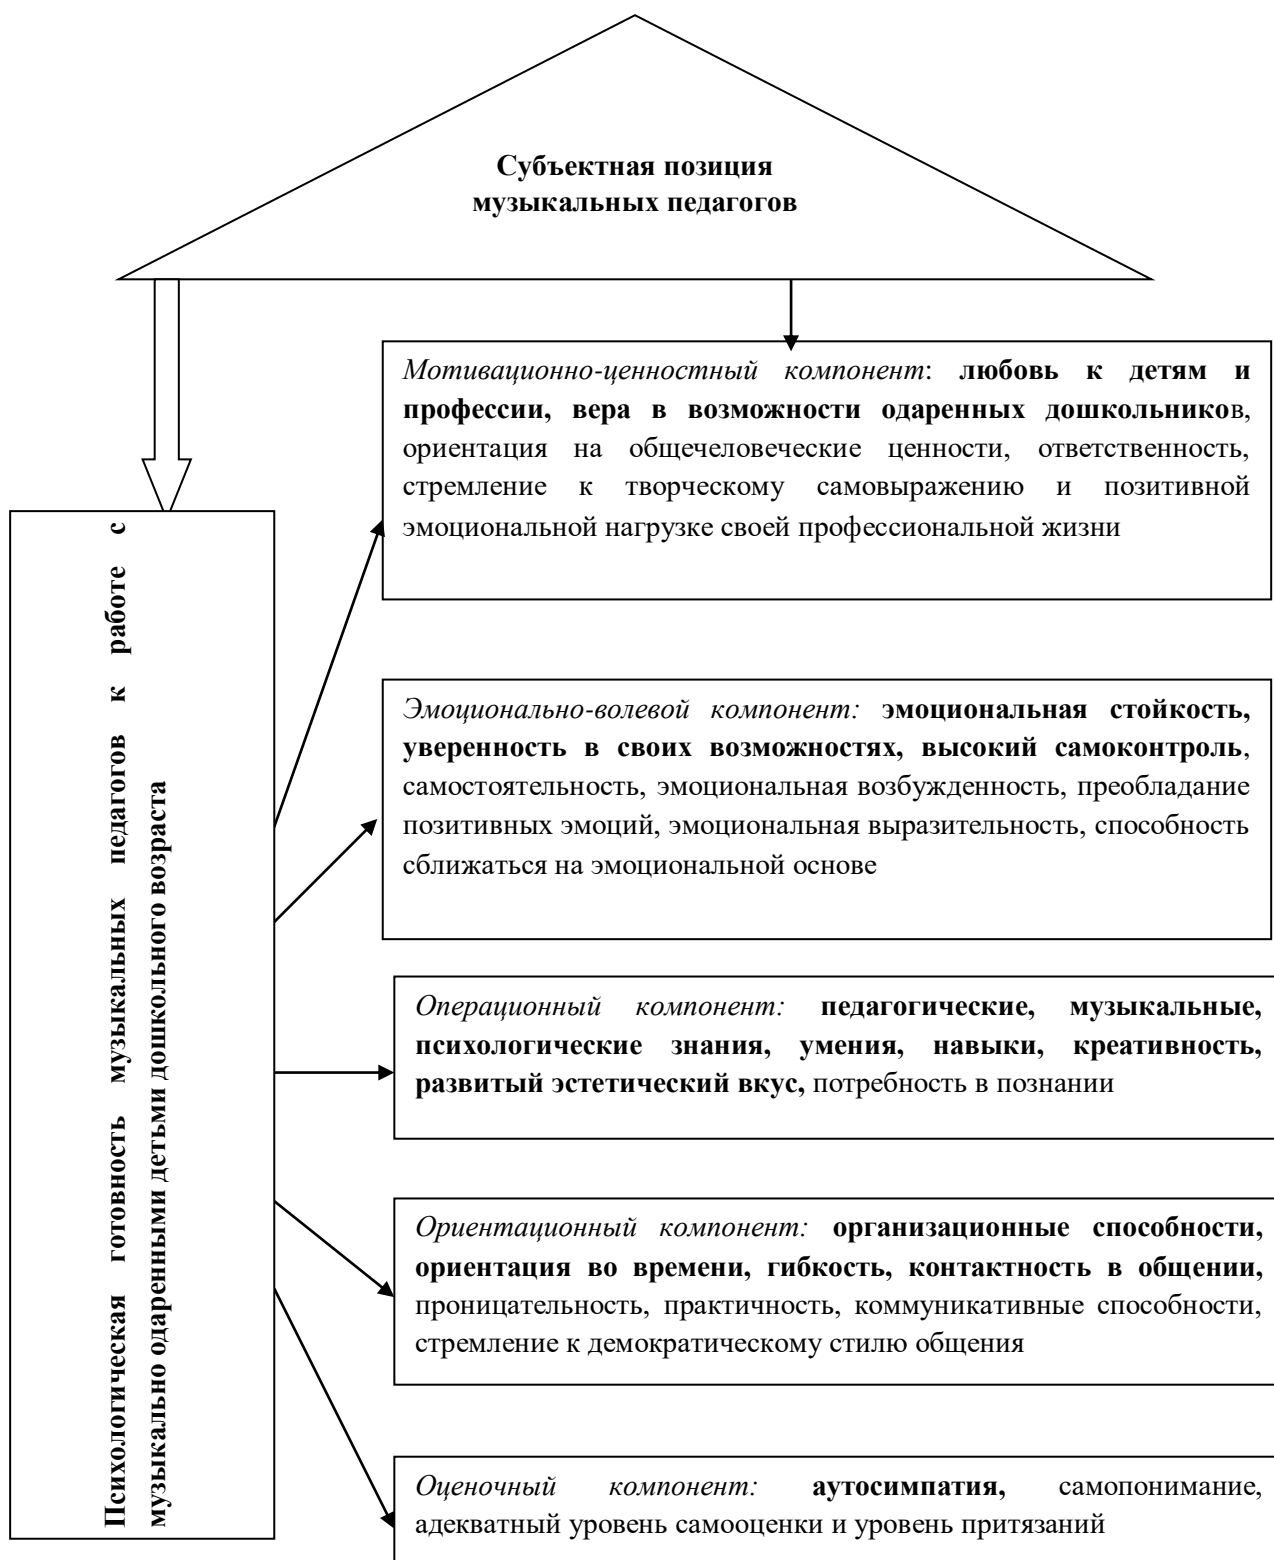 Субъектная позиция
музыкальных педагогов
Мотивационно-ценностный компонент: любовь к детям и
профессии, вера в возможности одаренных дошкольников,
ориентация на общечеловеческие ценности, ответственность,
стремление к творческому самовыражению и позитивной
эмоциональной нагрузке своей профессиональной жизни
Психологическая готовность музыкальных педагогов к работе с
музыкально одаренными детьми дошкольного возраста
Эмоционально-волевой компонент: эмоциональная стойкость,
уверенность в своих возможностях, высокий самоконтроль,
самостоятельность, эмоциональная возбужденность, преобладание
позитивных эмоций, эмоциональная выразительность, способность
сближаться на эмоциональной основе
Операционный компонент: педагогические, музыкальные,
психологические знания, умения, навыки, креативность,
развитый эстетический вкус, потребность в познании
Ориентационный компонент: организационные способности,
ориентация во времени, гибкость, контактность в общении,
проницательность, практичность, коммуникативные способности,
стремление к демократическому стилю общения
Оценочный компонент: аутосимпатия, самопонимание,
адекватный уровень самооценки и уровень притязаний